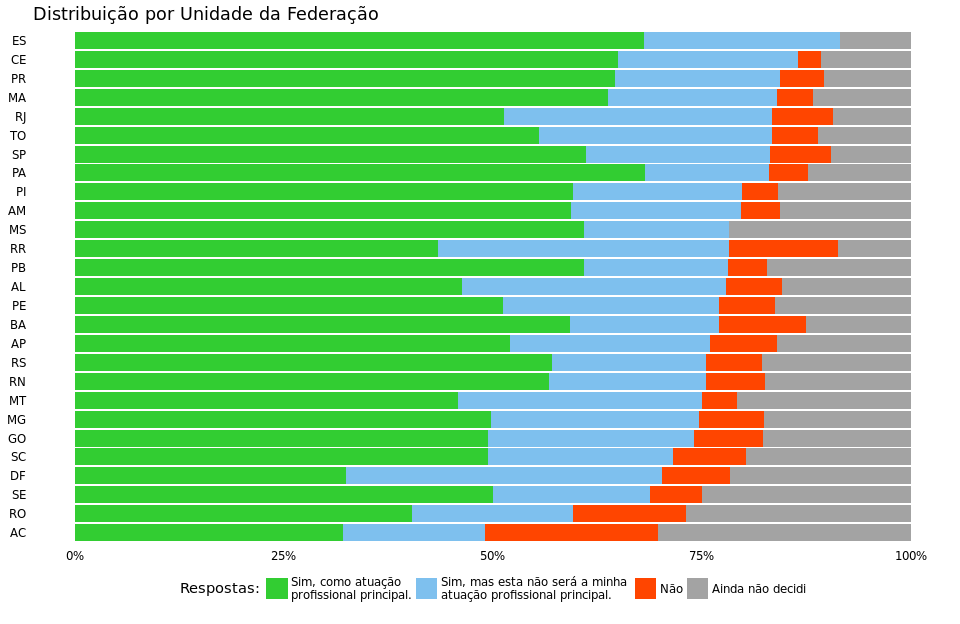 Distribuição por Unidade da Federação
ES
CE
PR
MA
RJ
TO
SP
PA
PI
AM
MS
RR
PB
AL
PE
BA
AP
RS
RN
MT
MG
GO
SC
DF
SE
RO
AC
0% 25% 50% 75% 100%
Respostas: Sim, como atuação profissional principal. Sim, mas esta não será a minha atuação profissional principal. Não Ainda não decidi